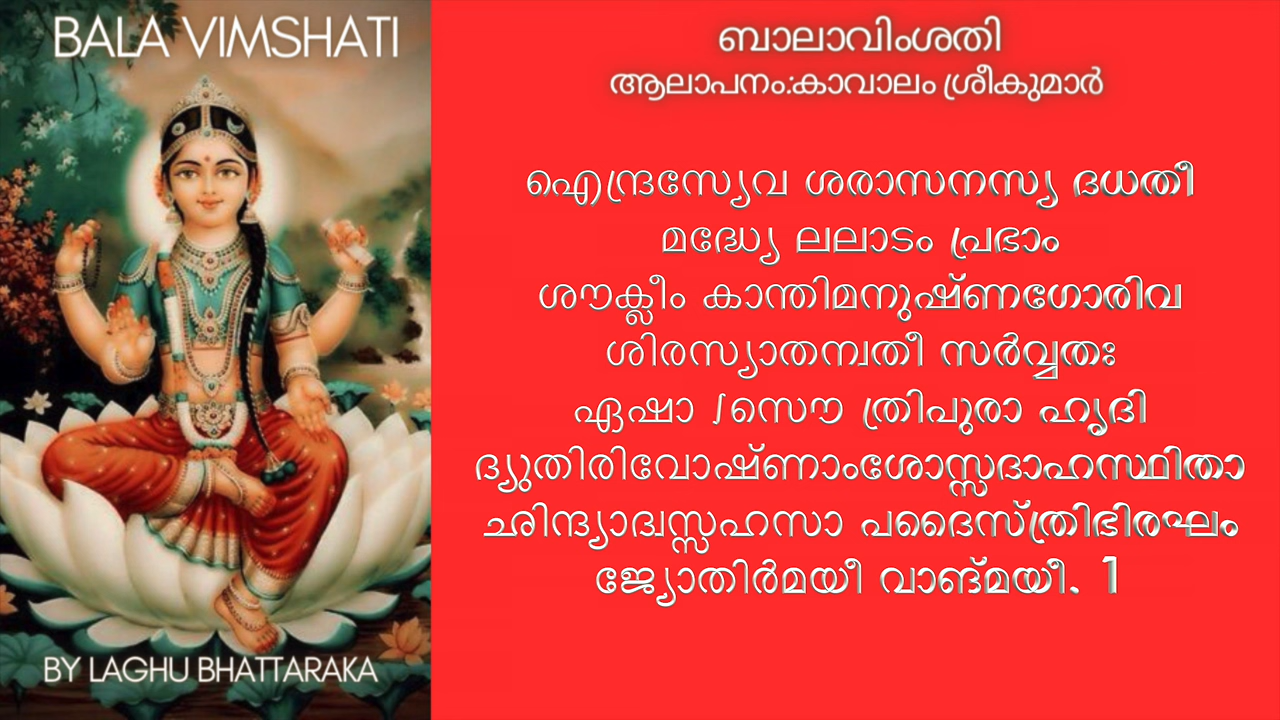 BALA VIMSHATI
BY LAGHU BHATTARAKA
ബാലാവിംശതി
ആലാപനം:കാവാലം ശ്രീകുമാർ
ഐന്ദ്രസ്യേവ ശരാസനസ്യ ദധതീ
മദ്ധ്യേ ലലാടം പ്രഭാം
ശൗക്ലീം കാന്തിമനുഷ്ണഗോരിവ
ശിരസ്യാതന്വതീ സർവ്വതഃ
ഏഷാ ƒസൌ ത്രിപുരാ ഹൃദി
ദ്യുതിരിവോഷ്ണാംശോസ്സദാഹസ്ഥിതാ
ഛിന്ദ്യാദ്വസ്സഹസാ പദൈസ്ത്രിഭിരഘം
ജ്യോതിർമയീ വാങ്മയീ. 1